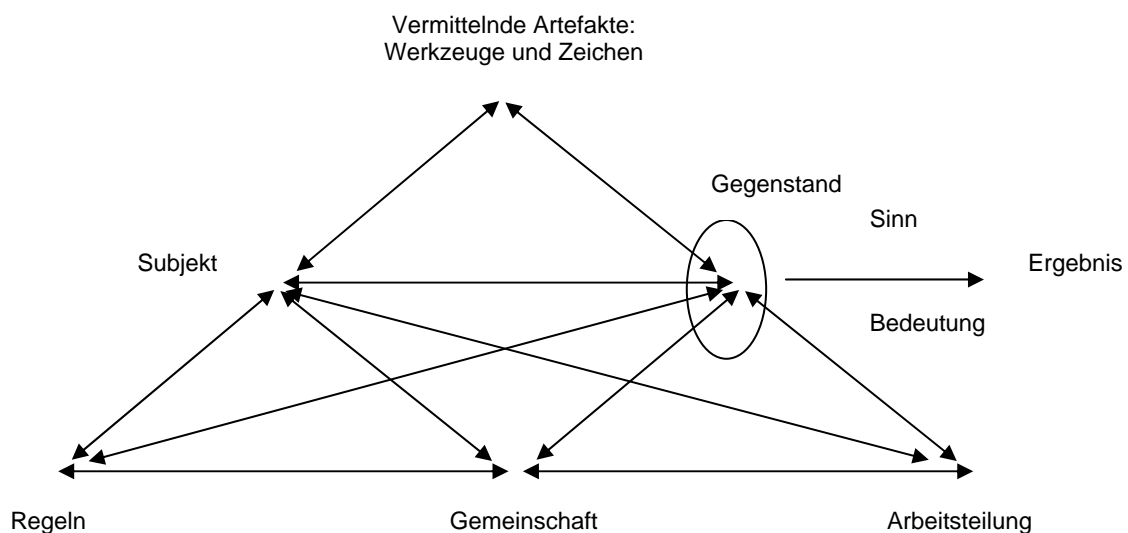 Vermittelnde Artefakte:
Werkzeuge und Zeichen
Gegenstand
Sinn
Subjekt
Ergebnis
Bedeutung
Regeln
Gemeinschaft
Arbeitsteilung